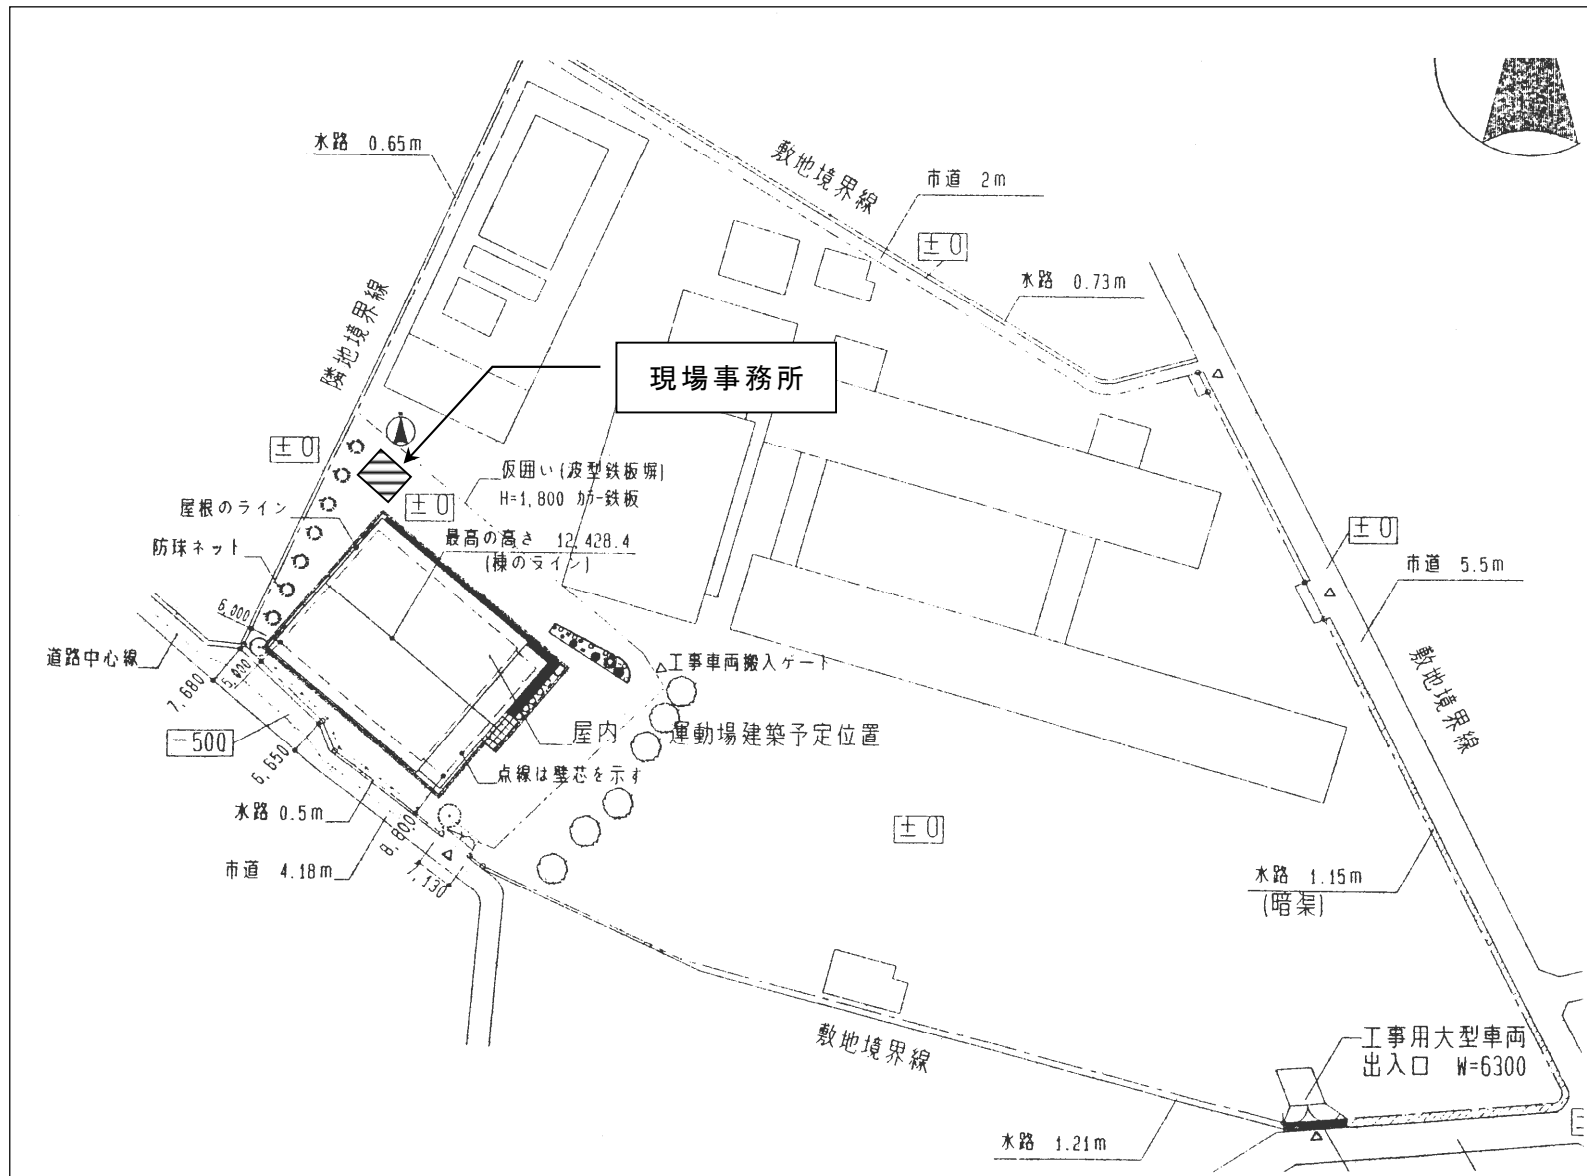 水路 0.65m
敷地境界線
市道 2m
±0
水路 0.73m
隣地境界線
現場事務所
±0
仮囲い(波型鉄板塀)
H=1,800 カラー鉄板
±0
屋根のライン
防球ネット
最高の高さ 12,428.4
(棟のライン)
±0
市道 5.5m
6,000
道路中心線
5,000
7,680
工事車両搬入ゲート
敷地境界線
-500
屋内運動場建築予定位置
6,650
点線は壁芯を示す
水路 0.5m
8,800
±0
市道 4.18m
7,130
水路 1.15m
(暗渠)
敷地境界線
工事用大型車両
出入口 W=6300
水路 1.21m